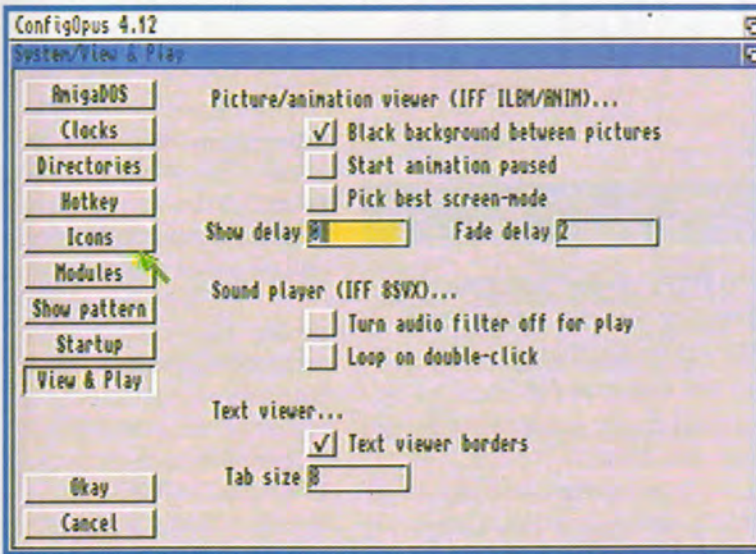 ConfigOpus 4.12
System/View & Play
AmigaDOS
Clocks
Directories
Hotkey
Icons
Modules
Show pattern
Startup
View & Play
Okay
Cancel
Picture/animation viewer (IFF ILBM/ANIM)...
Black background between pictures
Start animation paused
Pick best screen-mode
Show delay 0 Fade delay 2
Sound player (IFF 8SVX)...
Turn audio filter off for play
Loop on double-click
Text viewer...
Text viewer borders
Tab size 8